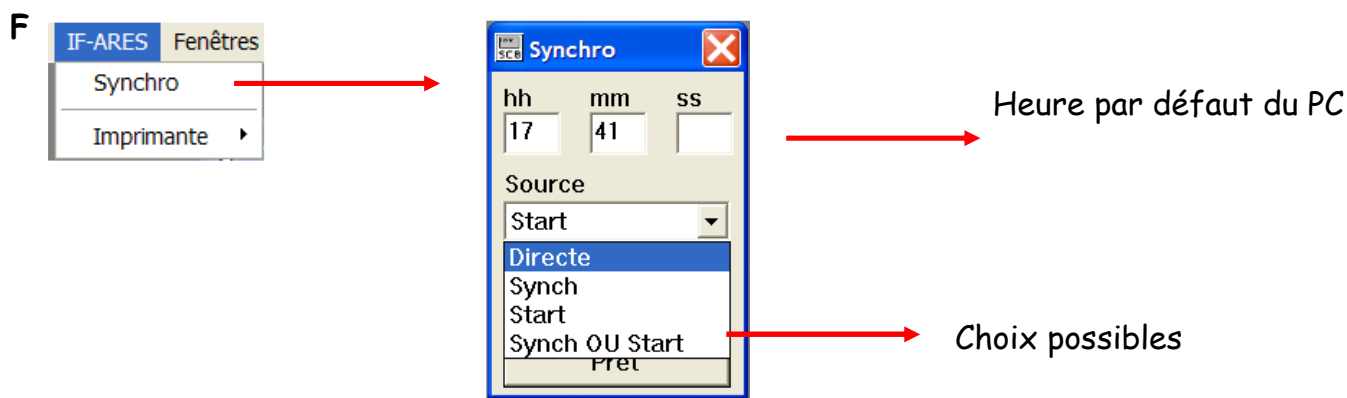 F
IF-ARES Fenêtres
Synchro
Imprimante
Synchro
hh mm ss
17 41
Source
Start
Directe
Synch
Start
Synch OU Start
Prêt
Heure par défaut du PC
Choix possibles